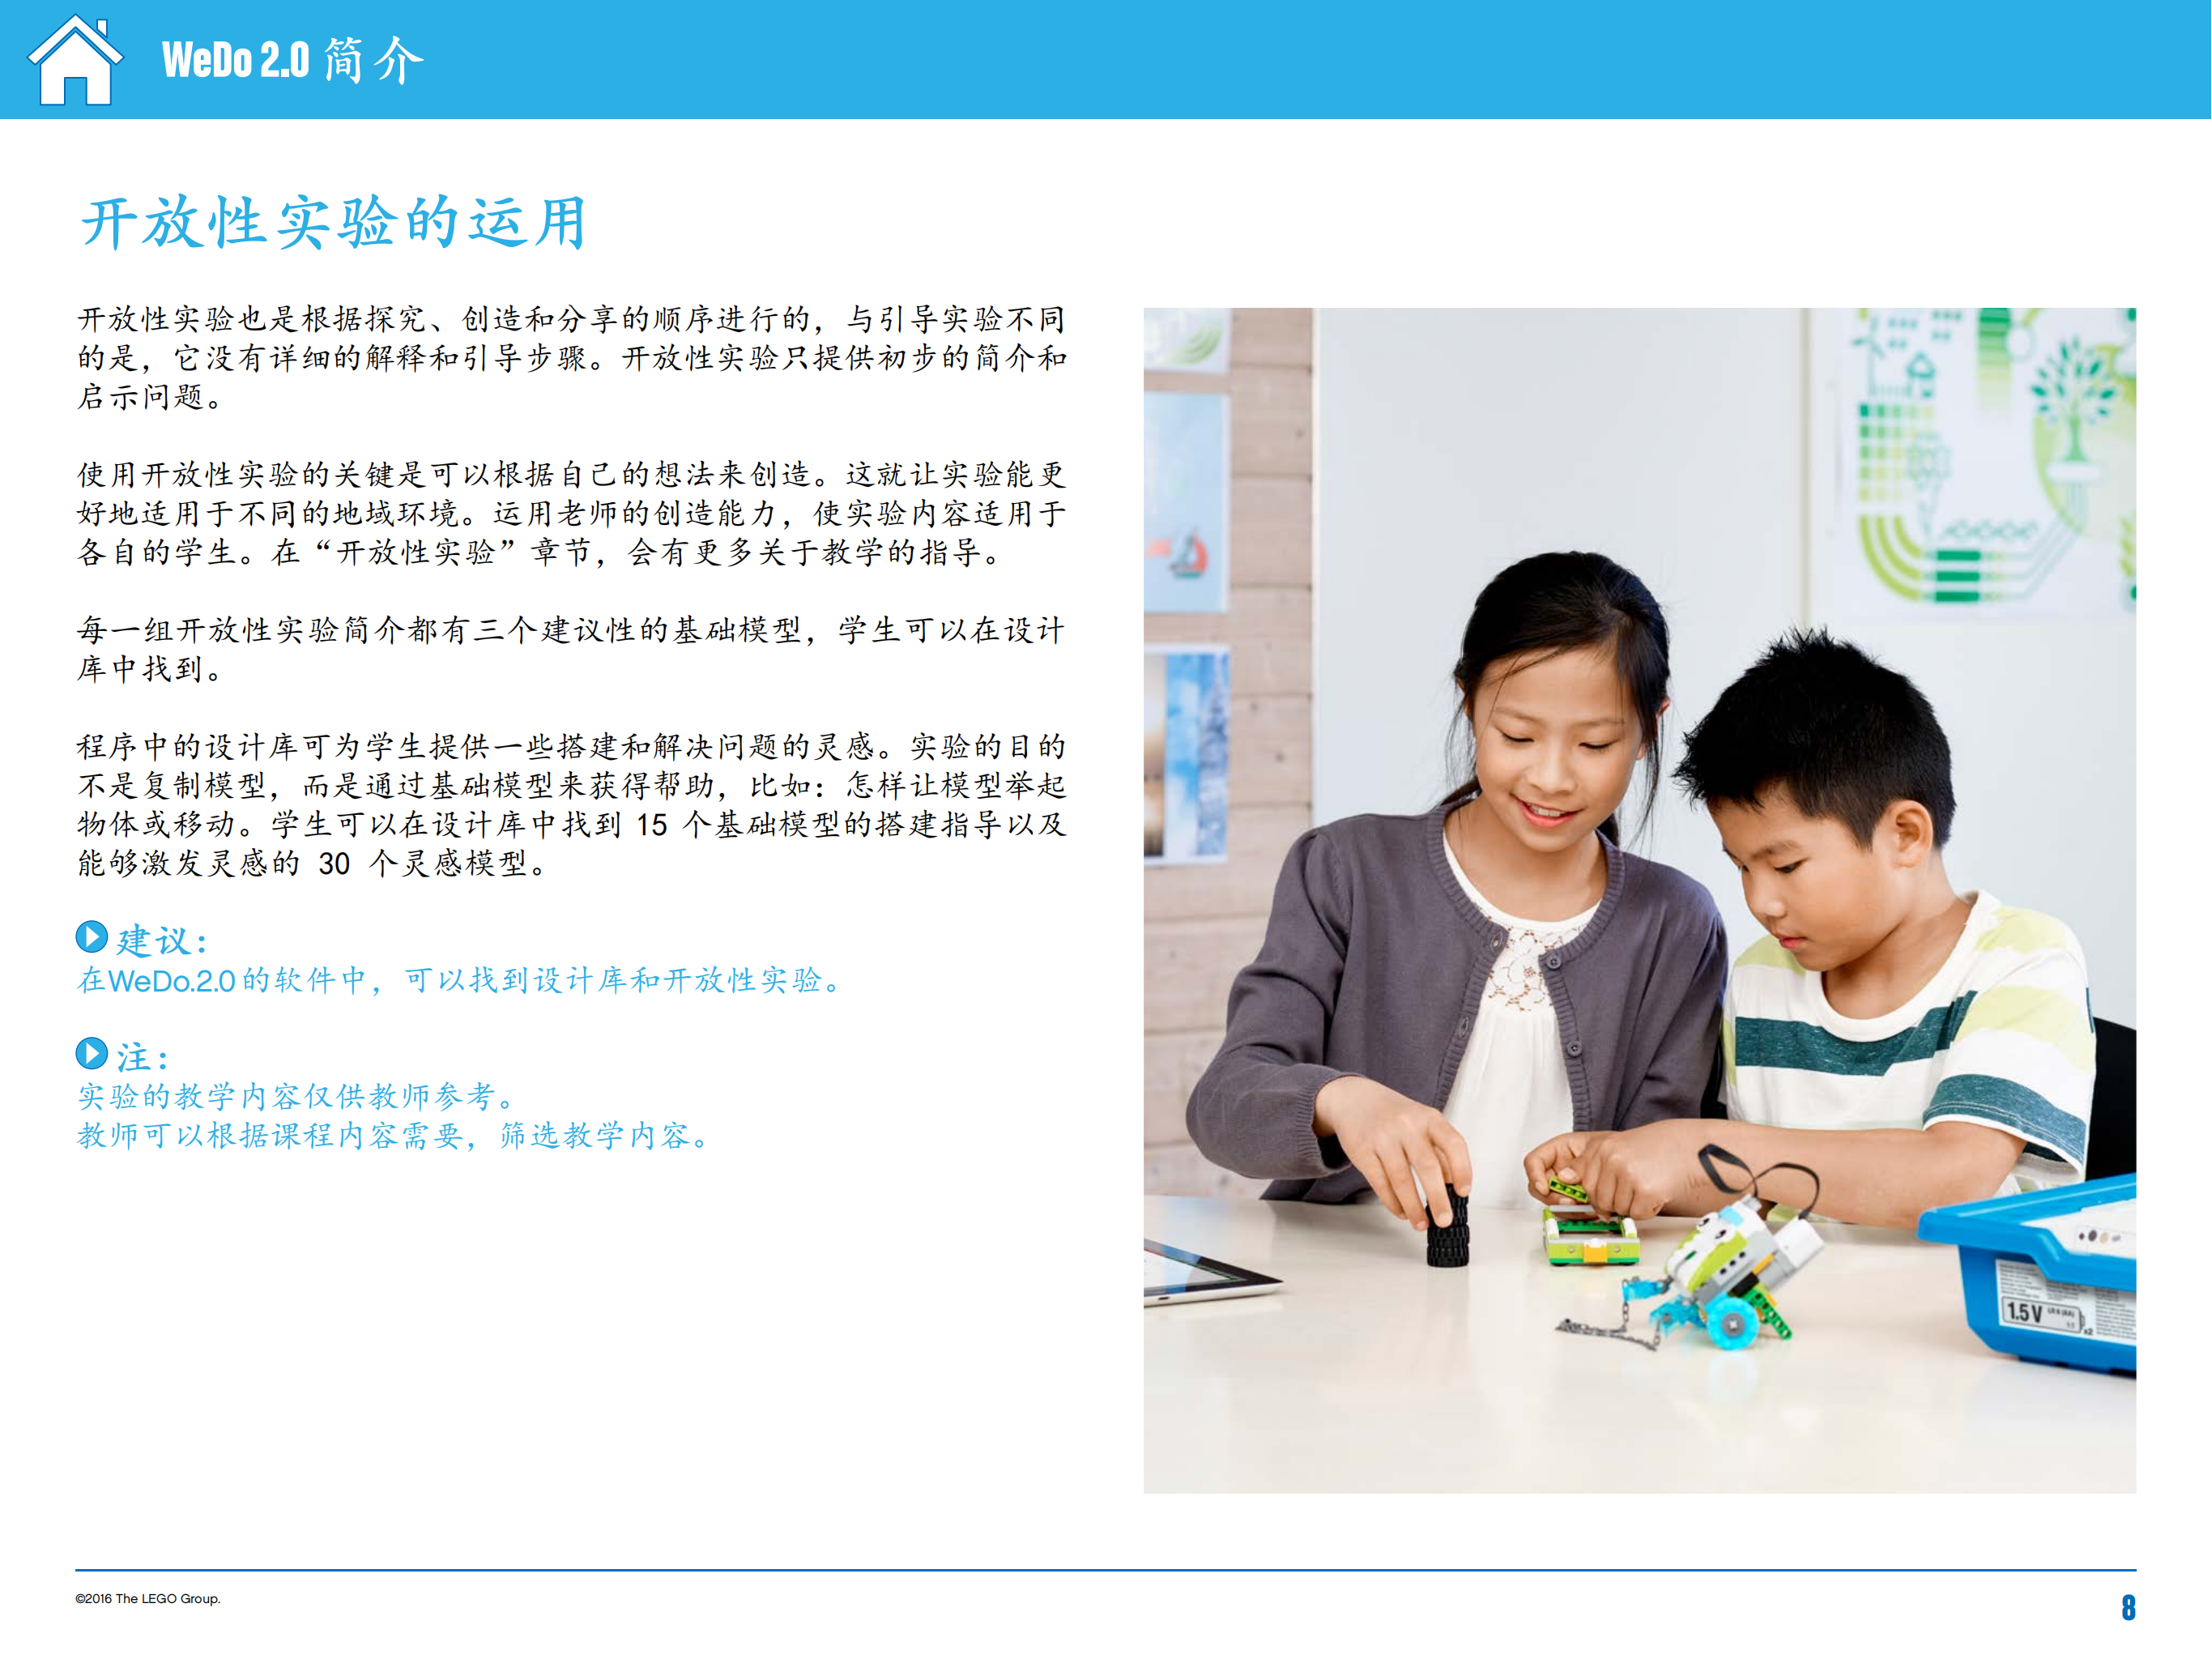 WeDo 2.0 简介
开放性实验的运用
开放性实验也是根据探究、创造和分享的顺序进行的，与引导实验不同
的是，它没有详细的解释和引导步骤。开放性实验只提供初步的简介和
启示问题。
使用开放性实验的关键是可以根据自己的想法来创造。这就让实验能更
好地适用于不同的地域环境。运用老师的创造能力，使实验内容适用于
各自的学生。在“开放性实验”章节，会有更多关于教学的指导。
每一组开放性实验简介都有三个建议性的基础模型，学生可以在设计
库中找到。
程序中的设计库可为学生提供一些搭建和解决问题的灵感。实验的目的
不是复制模型，而是通过基础模型来获得帮助，比如：怎样让模型举起
物体或移动。学生可以在设计库中找到 15 个基础模型的搭建指导以及
能够激发灵感的 30 个灵感模型。
建议：
在WeDo.2.0的软件中，可以找到设计库和开放性实验。
注：
实验的教学内容仅供教师参考。
教师可以根据课程内容需要，筛选教学内容。
1.5V
x2
©2016 The LEGO Group.
8